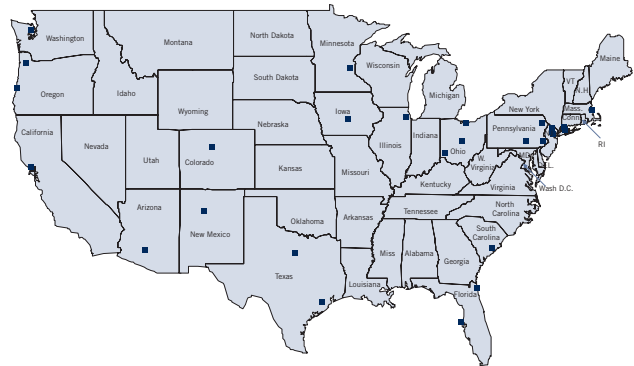 Washington
Montana
North Dakota
Minnesota
Wisconsin
Michigan
Maine
VT
N.H
Oregon
Idaho
South Dakota
Wyoming
New York
Mass.
Conn
RI
California
Nevada
Utah
Colorado
Nebraska
Iowa
Illinois
Indiana
Ohio
Pennsylvania
MD
W.
Virginia
Wash D.C.
Kansas
Missouri
Kentucky
Virginia
Arizona
New Mexico
Oklahoma
Arkansas
Tennessee
North
Carolina
South
Carolina
Texas
Louisiana
Miss
Alabama
Georgia
Florida